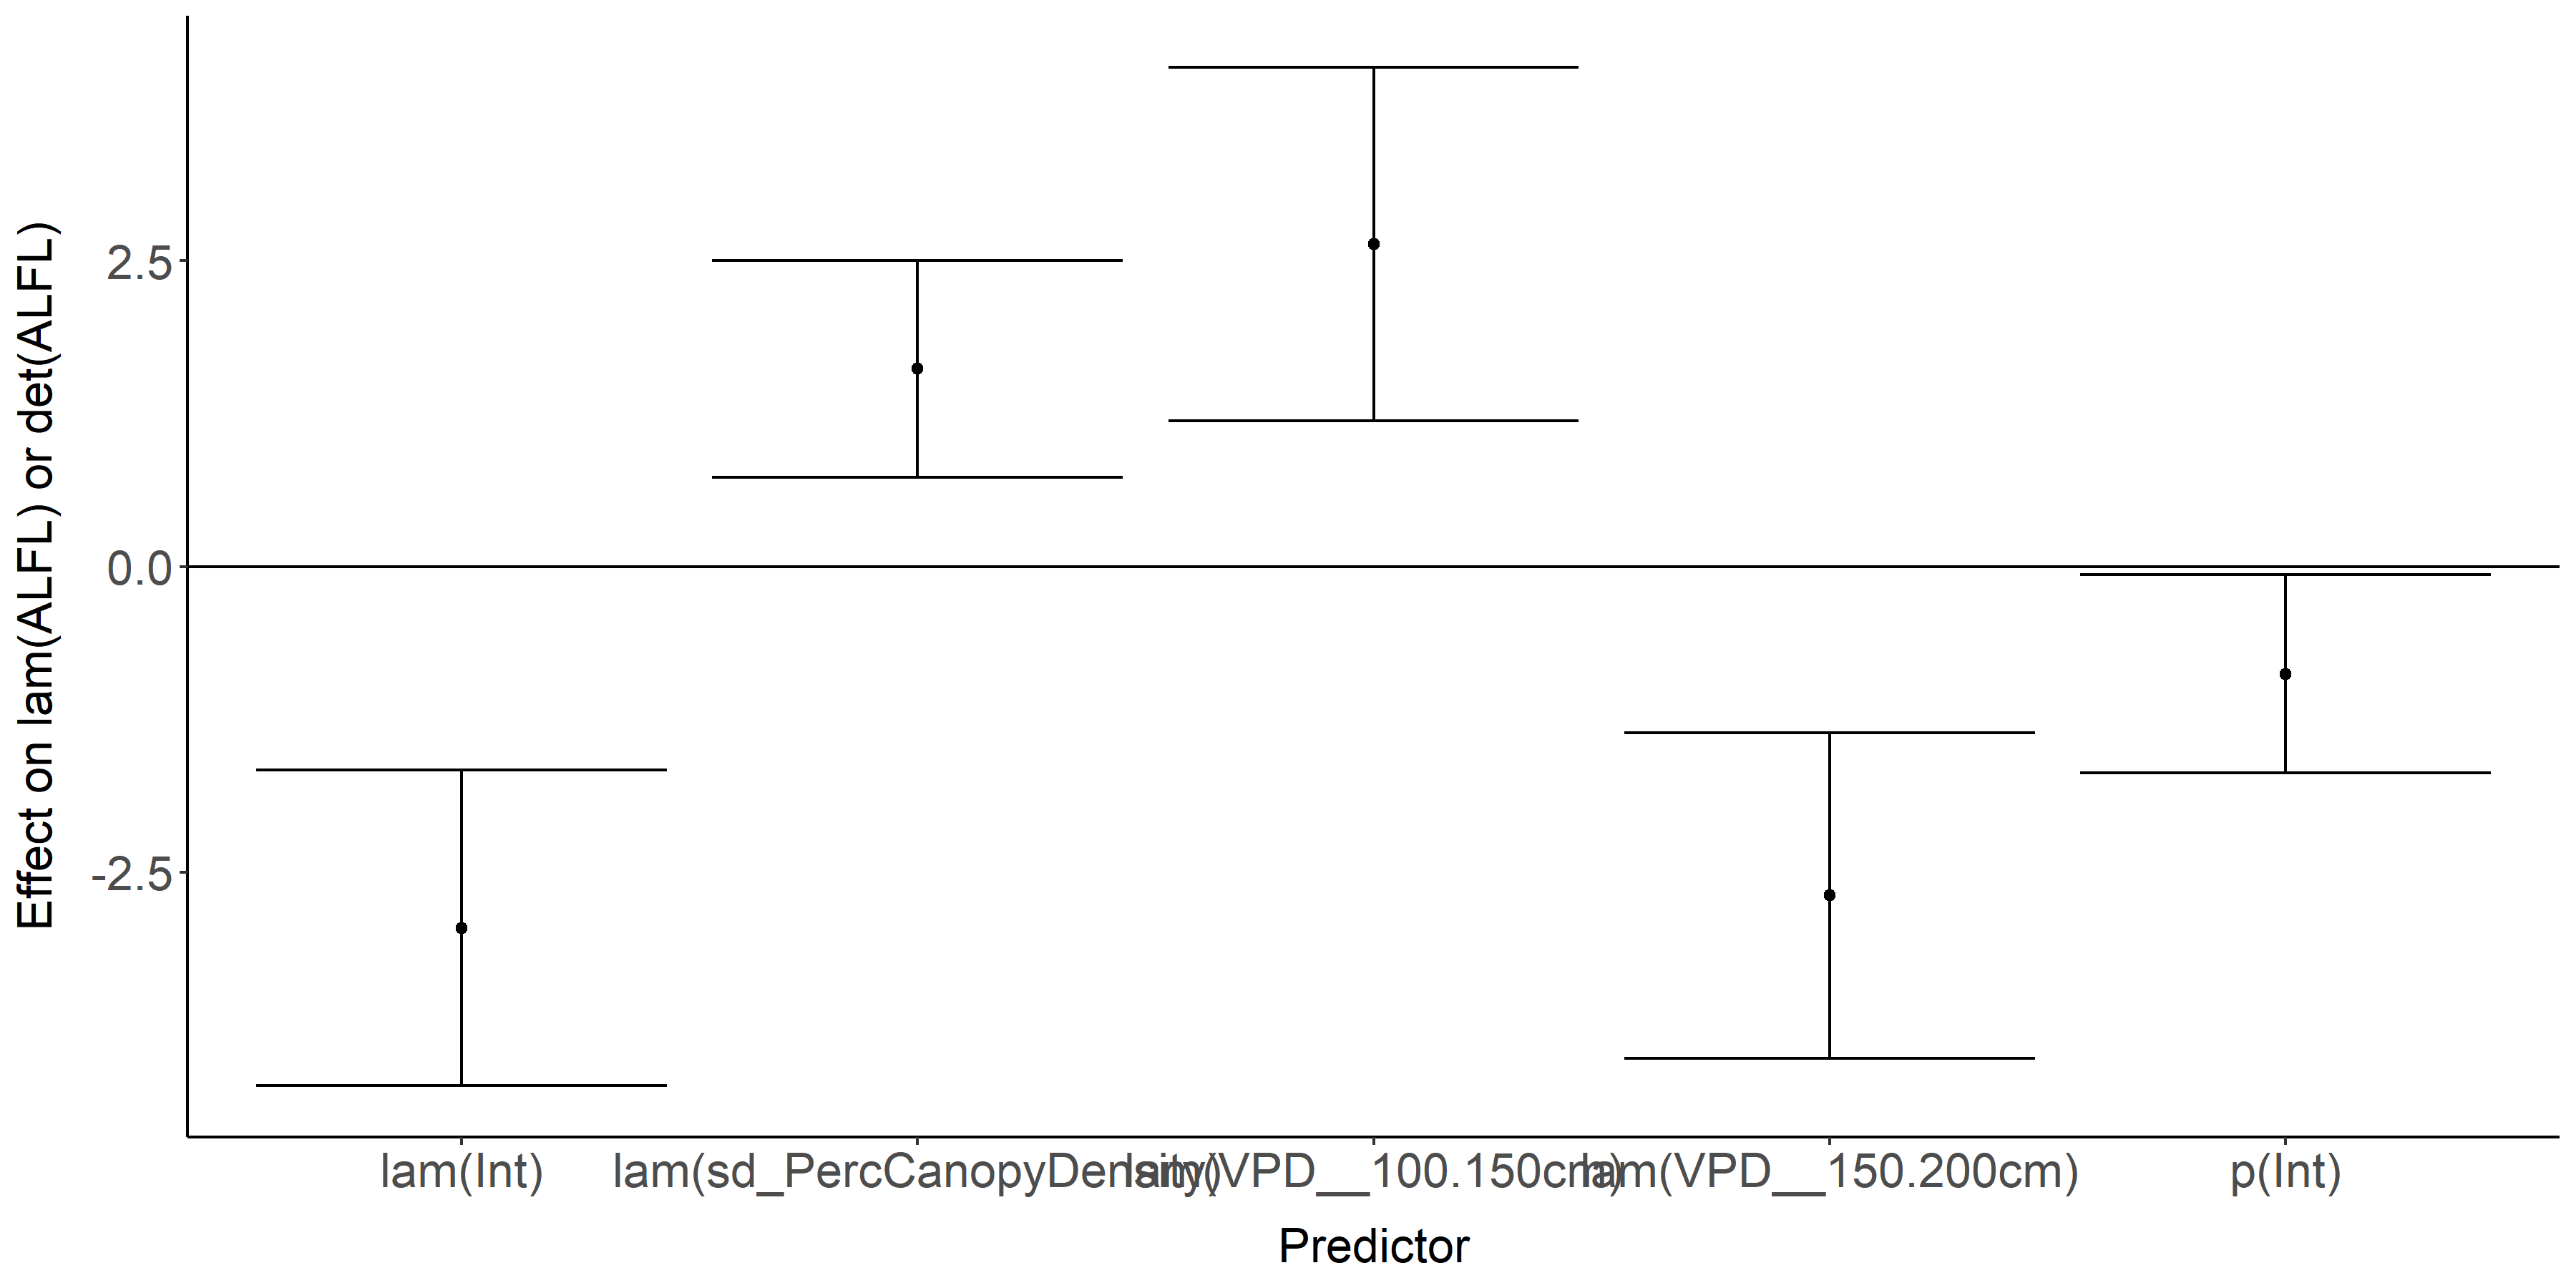 Effect on lam(ALFL) or det(ALFL)
2.5
0.0
-2.5
lam(Int)
lam(sd_PercCanopyDensity)
lam(VPD__100.150cm)
lam(VPD__150.200cm)
p(Int)
Predictor